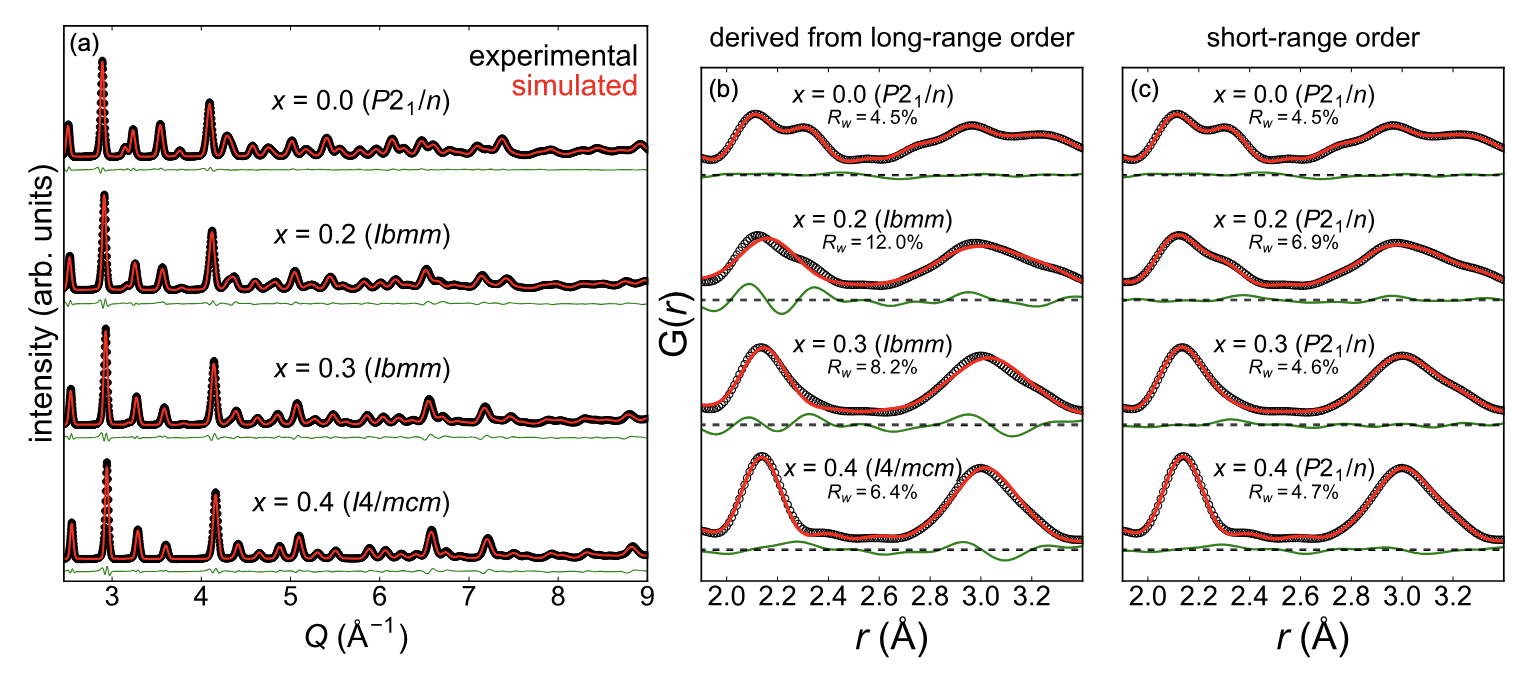 derived from long-range order
short-range order
(a)
experimental
simulated
x = 0.0 (P2₁/n)
x = 0.2 (Ibmm)
x = 0.3 (Ibmm)
x = 0.4 (I4/mcm)
intensity (arb. units)
3 4 5 6 7 8 9
Q (Å⁻¹)
(b)
x = 0.0 (P2₁/n)
R_w = 4.5%
x = 0.2 (Ibmm)
R_w = 12.0%
x = 0.3 (Ibmm)
R_w = 8.2%
x = 0.4 (I4/mcm)
R_w = 6.4%
G(r)
2.0 2.2 2.4 2.6 2.8 3.0 3.2
r (Å)
(c)
x = 0.0 (P2₁/n)
R_w = 4.5%
x = 0.2 (P2₁/n)
R_w = 6.9%
x = 0.3 (P2₁/n)
R_w = 4.6%
x = 0.4 (P2₁/n)
R_w = 4.7%
2.0 2.2 2.4 2.6 2.8 3.0 3.2
r (Å)